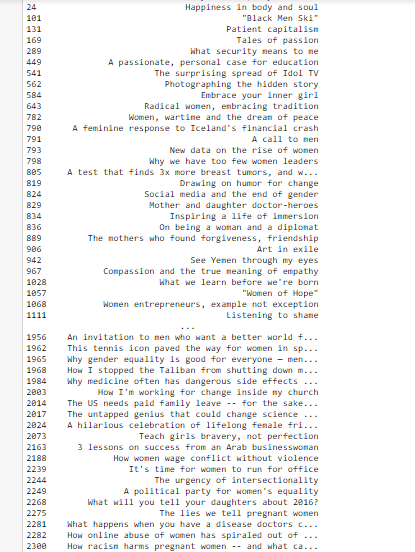 24 Happiness in body and soul
101 "Black Men Ski"
131 Patient capitalism
169 Tales of passion
289 What security means to me
449 A passionate, personal case for education
541 The surprising spread of Idol TV
562 Photographing the hidden story
584 Embrace your inner girl
643 Radical women, embracing tradition
782 Women, wartime and the dream of peace
790 A feminine response to Iceland's financial crash
791 A call to men
793 New data on the rise of women
798 Why we have too few women leaders
805 A test that finds 3x more breast tumors, and w...
819 Drawing on humor for change
824 Social media and the end of gender
829 Mother and daughter doctor-heroes
834 Inspiring a life of immersion
836 On being a woman and a diplomat
889 The mothers who found forgiveness, friendship
906 Art in exile
942 See Yemen through my eyes
967 Compassion and the true meaning of empathy
1028 What we learn before we're born
1057 "Women of Hope"
1068 Women entrepreneurs, example not exception
1111 Listening to shame
...
1956 An invitation to men who want a better world f...
1962 This tennis icon paved the way for women in sp...
1965 Why gender equality is good for everyone — men...
1968 How I stopped the Taliban from shutting down m...
1984 Why medicine often has dangerous side effects ...
2003 How I'm working for change inside my church
2014 The US needs paid family leave -- for the sake...
2017 The untapped genius that could change science ...
2024 A hilarious celebration of lifelong female fri...
2073 Teach girls bravery, not perfection
2163 3 lessons on success from an Arab businesswoman
2188 How women wage conflict without violence
2239 It's time for women to run for office
2244 The urgency of intersectionality
2249 A political party for women's equality
2268 What will you tell your daughters about 2016?
2275 The lies we tell pregnant women
2281 What happens when you have a disease doctors c...
2282 How online abuse of women has spiraled out of ...
2300 How racism harms pregnant women -- and what ca...